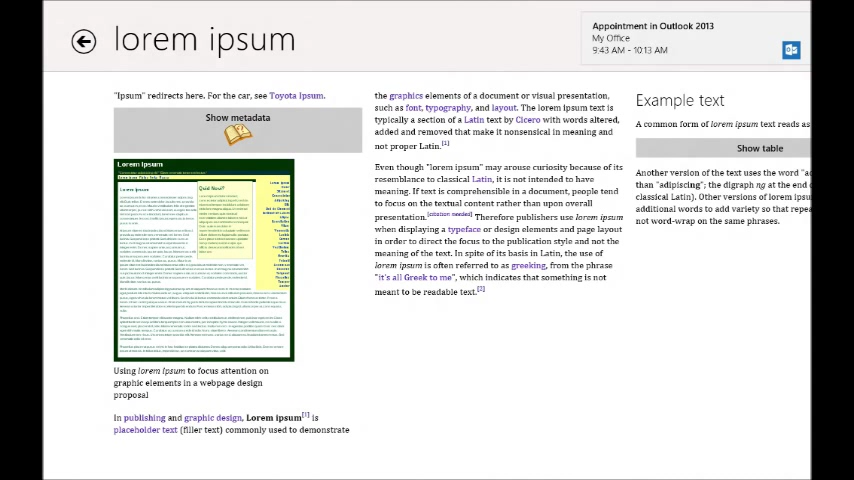 lorem ipsum
Appointment in Outlook 2013
My Office
9:43 AM - 10:13 AM
"Ipsum" redirects here. For the car, see Toyota Ipsum.
Show metadata
Lorem Ipsum
Lorem Ipsum
Quid Novi?
Using lorem ipsum to focus attention on
graphic elements in a webpage design
proposal
In publishing and graphic design, Lorem ipsum[1] is
placeholder text (filler text) commonly used to demonstrate
the graphics elements of a document or visual presentation,
such as font, typography, and layout. The lorem ipsum text is
typically a section of a Latin text by Cicero with words altered,
added and removed that make it nonsensical in meaning and
not proper Latin.[1]
Even though "lorem ipsum" may arouse curiosity because of its
resemblance to classical Latin, it is not intended to have
meaning. If text is comprehensible in a document, people tend
to focus on the textual content rather than upon overall
presentation.[citation needed] Therefore publishers use lorem ipsum
when displaying a typeface or design elements and page layout
in order to direct the focus to the publication style and not the
meaning of the text. In spite of its basis in Latin, the use of
lorem ipsum is often referred to as greeking, from the phrase
"it's all Greek to me", which indicates that something is not
meant to be readable text.[2]
Example text
A common form of lorem ipsum text reads as
Show table
Another version of the text uses the word "a
than "adipiscing"; the digraph ng at the end
classical Latin). Other versions of lorem ipsu
additional words to add variety so that repea
not word-wrap on the same phrases.